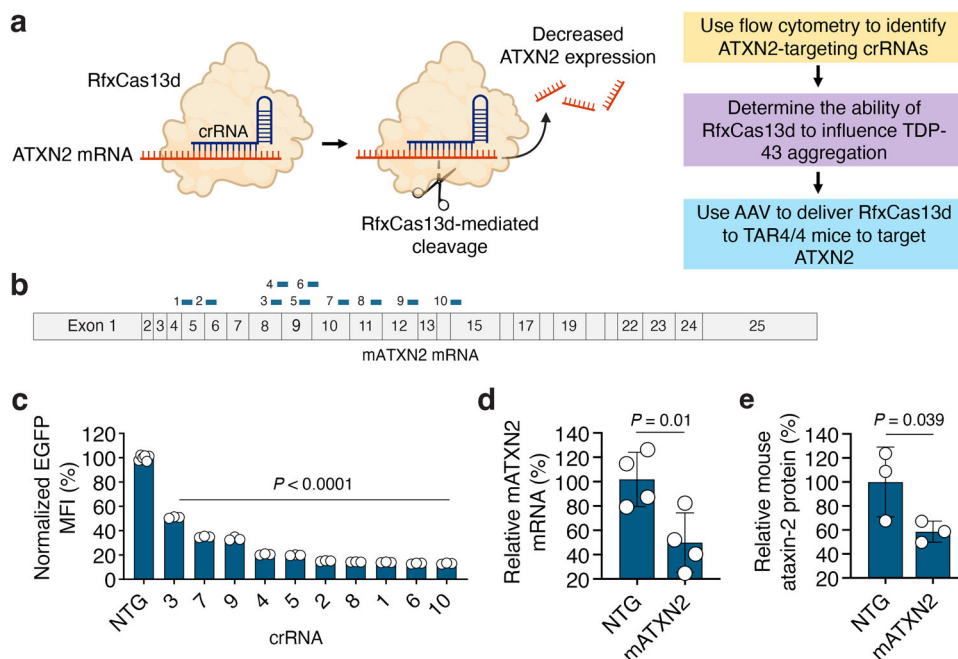 a
RfxCas13d
crRNA
ATXN2 mRNA
Decreased
ATXN2 expression
RfxCas13d-mediated
cleavage
Use flow cytometry to identify
ATXN2-targeting crRNAs
Determine the ability of
RfxCas13d to influence TDP-
43 aggregation
Use AAV to deliver RfxCas13d
to TAR4/4 mice to target
ATXN2
b
4 6
1 2 3 5 7 8 9 10
Exon 1 2 3 4 5 6 7 8 9 10 11 12 13 15 17 19 22 23 24 25
mATXN2 mRNA
c
Normalized EGFP
MFI (%)
120
100
80
60
40
20
0
P < 0.0001
NTG 3 7 9 4 5 2 8 1 6 10
crRNA
d
Relative mATXN2
mRNA (%)
P = 0.01
140
120
100
80
60
40
20
NTG mATXN2
e
Relative mouse
ataxin-2 protein (%)
P = 0.039
140
120
100
80
60
40
20
NTG mATXN2